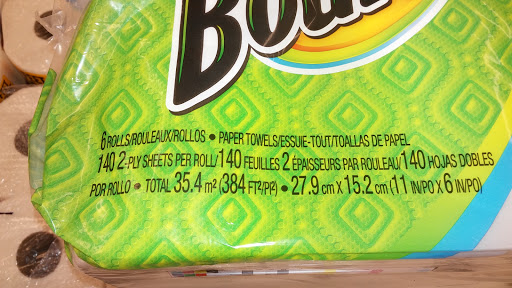 6 ROLLS/ROULEAUX/ROLLOS • PAPER TOWELS/ESSUIE-TOUT/TOALLAS DE PAPEL
140 2-PLY SHEETS PER ROLL/140 FEUILLES 2 ÉPAISSEURS PAR ROULEAU/140 HOJAS DOBLES
POR ROLLO • TOTAL 35.4 m² (384 FT²/PI²) • 27.9 cm X 15.2 cm (11 IN/PO X 6 IN/PO)